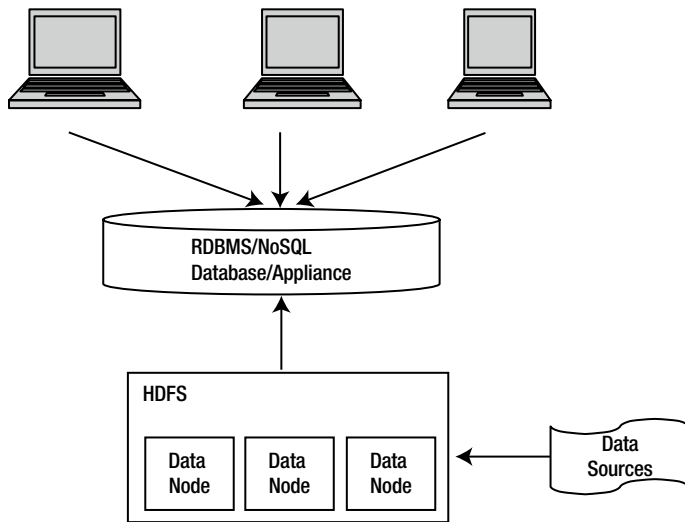 RDBMS/NoSQL
Database/Appliance
HDFS
Data
Node
Data
Node
Data
Node
Data
Sources